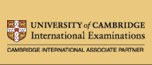 UNIVERSITY of CAMBRIDGE
International Examinations
CAMBRIDGE INTERNATIONAL ASSOCIATE PARTNER